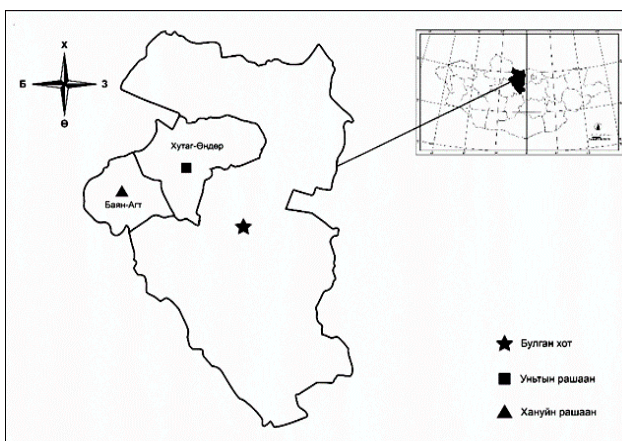 Х
Б
З
Ө
Хутаг-Өндөр
Баян-Агт
Булган хот
Уньтын рашаан
Хануйн рашаан